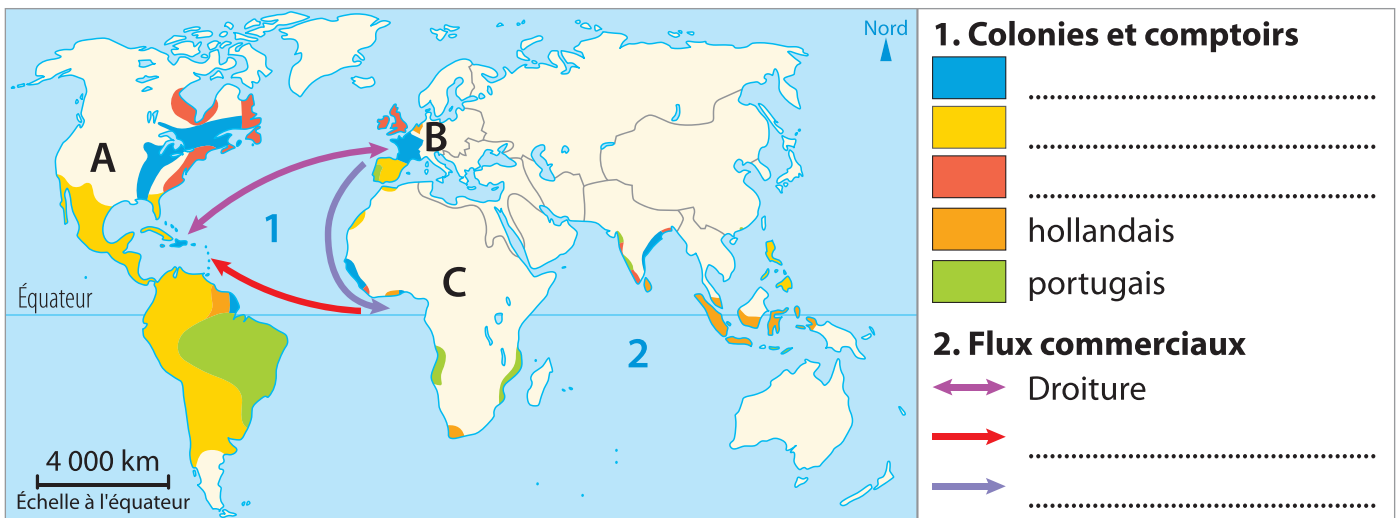 Nord
A
B
1
C
Équateur
2
4 000 km
Échelle à l'équateur
1. Colonies et comptoirs
............................................................
............................................................
............................................................
hollandais
portugais
2. Flux commerciaux
Droiture
............................................................
............................................................